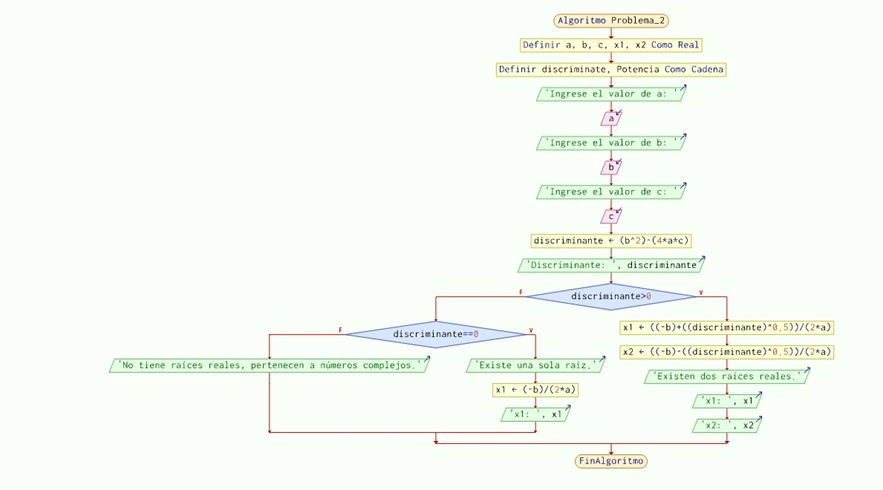 Algoritmo Problema_2
Definir a, b, c, x1, x2 Como Real
Definir discriminate, Potencia Como Cadena
'Ingrese el valor de a: '
a
'Ingrese el valor de b: '
b
'Ingrese el valor de c: '
c
discriminante ← (b^2)-(4*a*c)
'Discriminante: ', discriminante
discriminante>0
F
V
discriminante==0
F
V
'No tiene raíces reales, pertenecen a números complejos.'
'Existe una sola raíz.'
x1 ← (-b)/(2*a)
'x1: ', x1
x1 ← ((-b)+((discriminante)^0.5))/(2*a)
x2 ← ((-b)-((discriminante)^0.5))/(2*a)
'Existen dos raíces reales.'
'x1: ', x1
'x2: ', x2
FinAlgoritmo